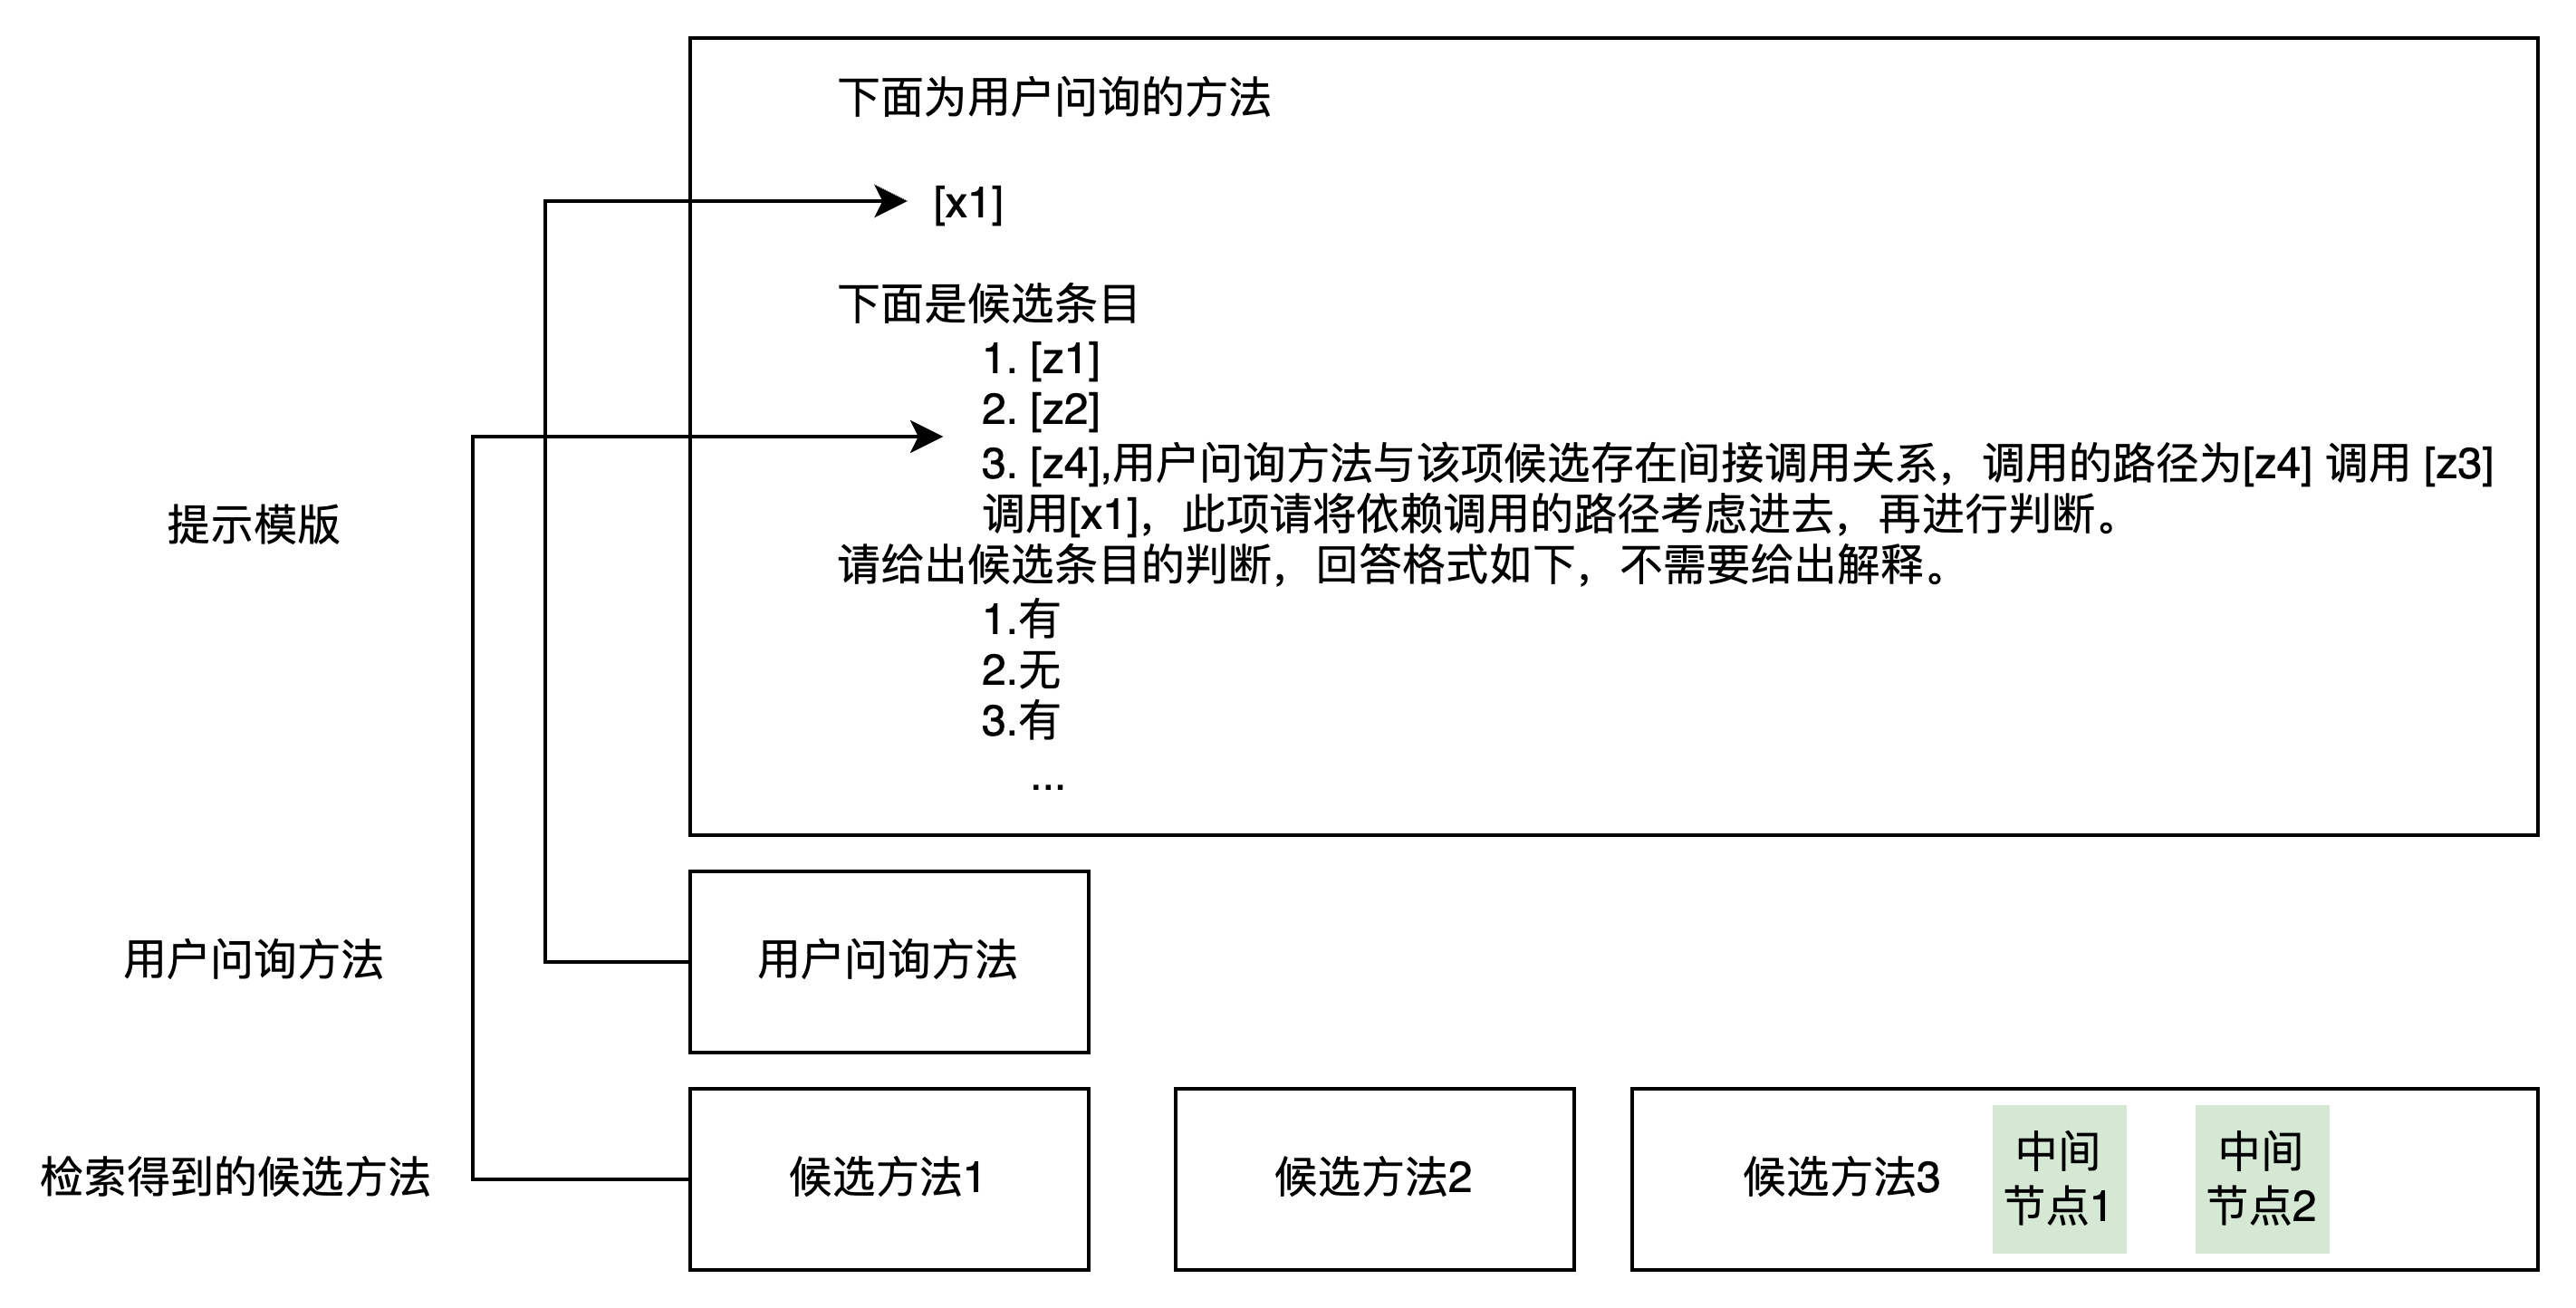 下面为用户问询的方法
[x1]
下面是候选条目
1. [z1]
2. [z2]
3. [z4],用户问询方法与该项候选存在间接调用关系，调用的路径为[z4] 调用 [z3]
调用[x1]，此项请将依赖调用的路径考虑进去，再进行判断。
请给出候选条目的判断，回答格式如下，不需要给出解释。
1.有
2.无
3.有
...
提示模版
用户问询方法
用户问询方法
检索得到的候选方法
候选方法1
候选方法2
候选方法3
中间
节点1
中间
节点2